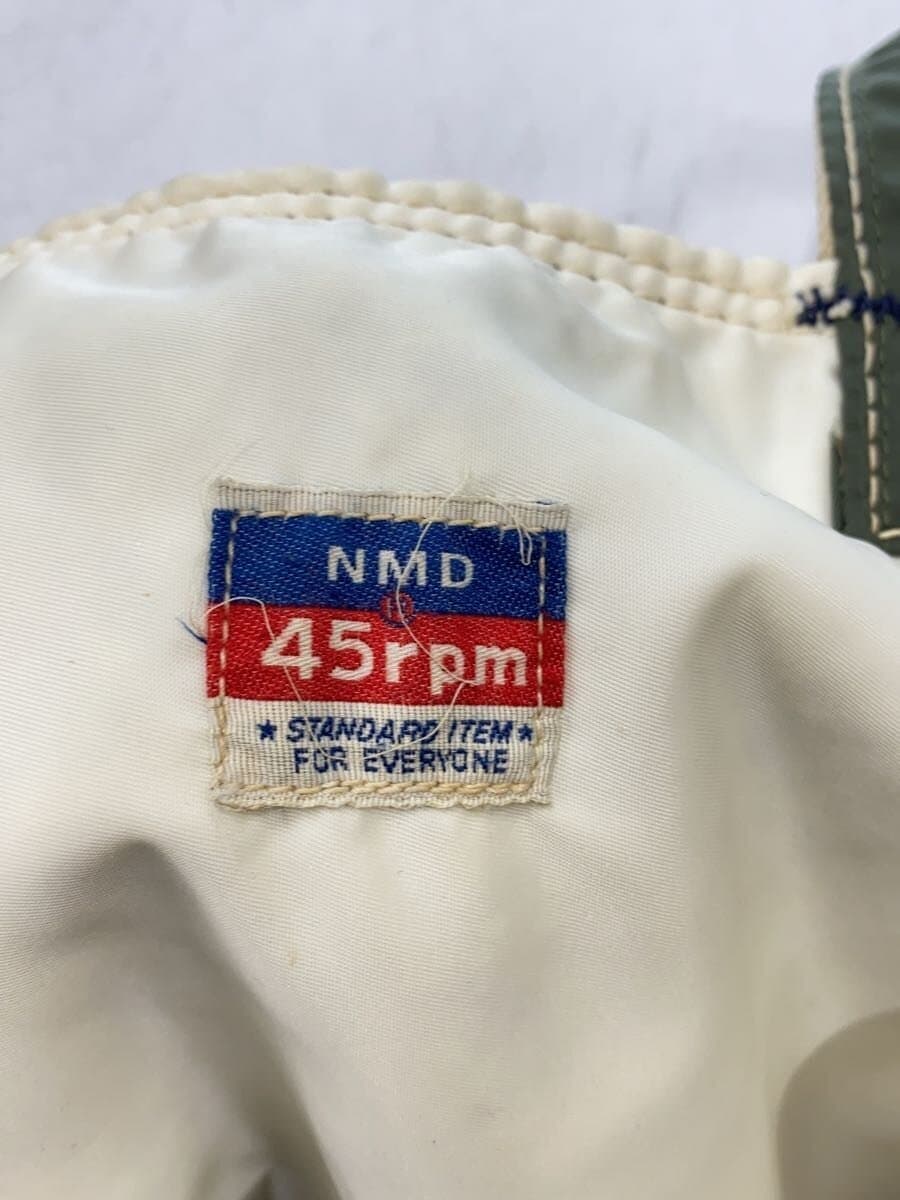 NMD
45rpm
★ STANDARD ITEM ★
FOR EVERYONE